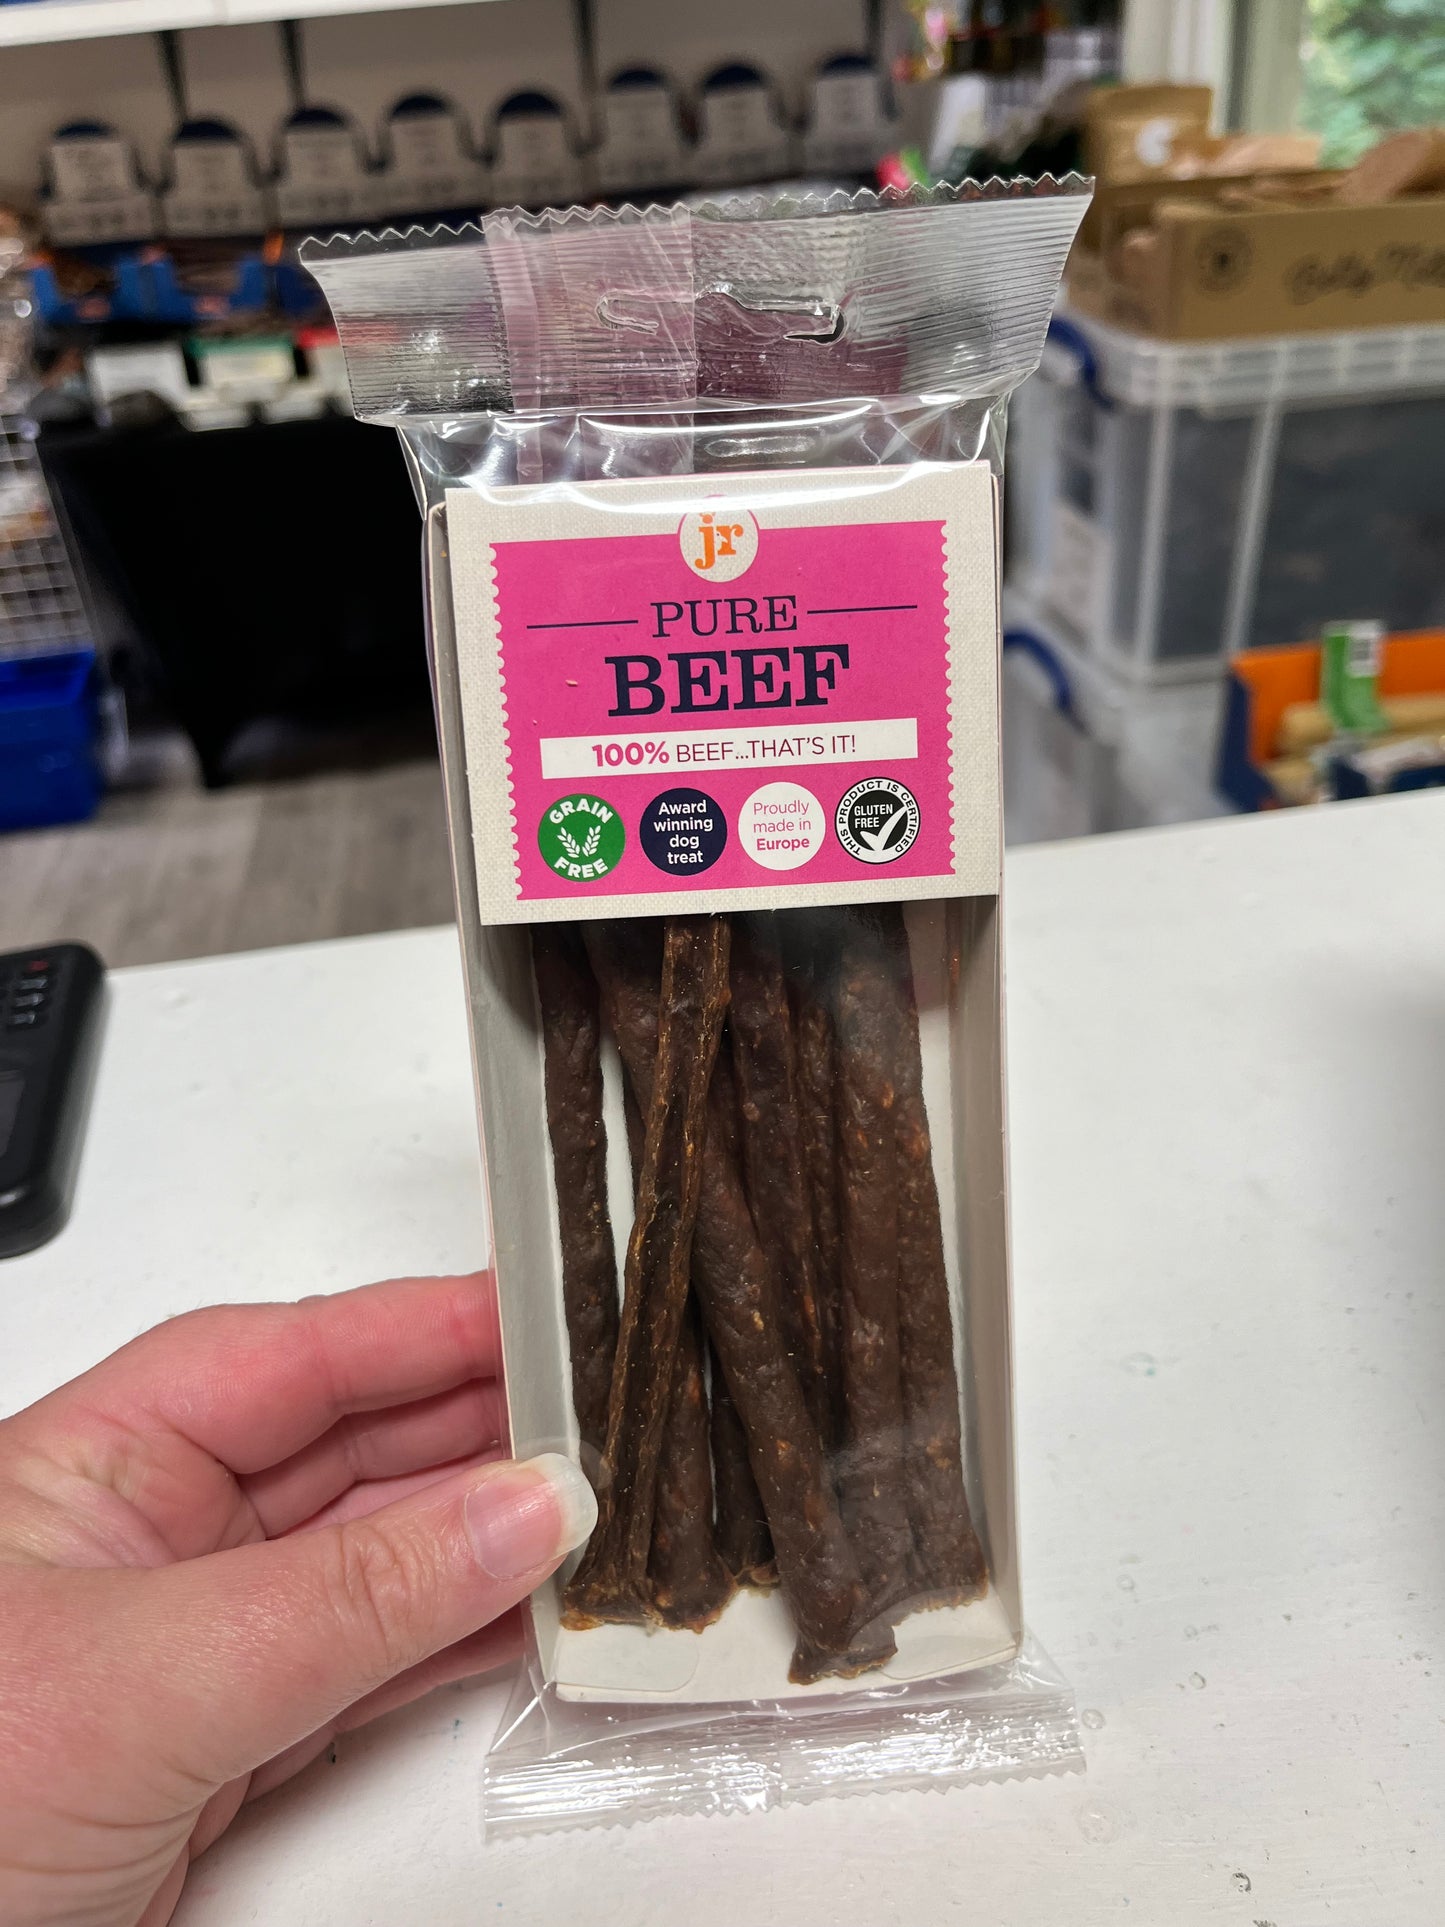 jr
PURE
BEEF
100% BEEF...THAT'S IT!
GRAIN
FREE
Award
winning
dog
treat
Proudly
made in
Europe
THIS PRODUCT IS CERTIFIED
GLUTEN
FREE